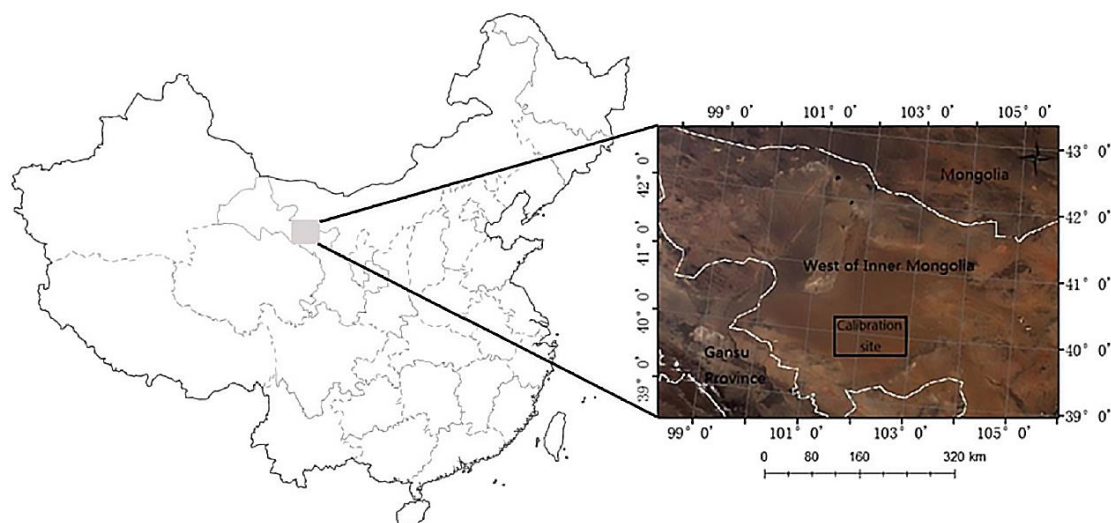 99° 0' 101° 0' 103° 0' 105° 0'
43° 0'
42° 0'
41° 0'
40° 0'
39° 0'
42° 0'
41° 0'
40° 0'
39° 0'
Mongolia
West of Inner Mongolia
Calibration
site
Gansu
Province
99° 0' 101° 0' 103° 0' 105° 0'
0 80 160 320 km